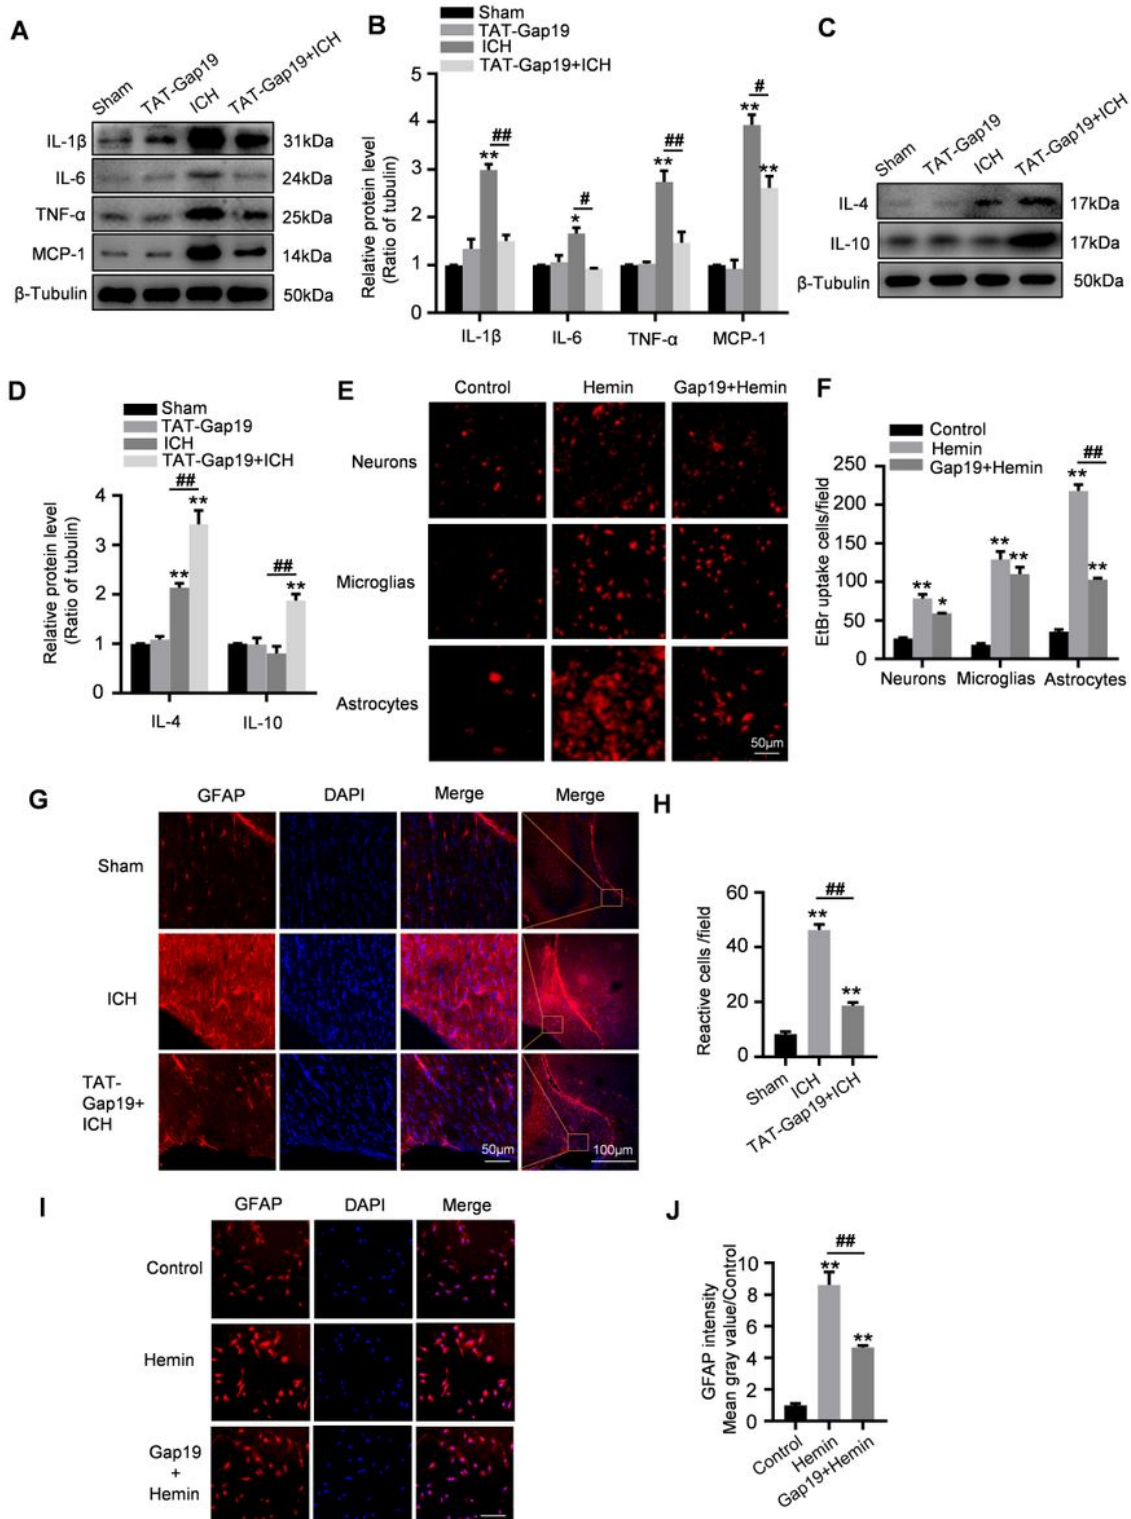 A
Sham
TAT-Gap19
ICH
TAT-Gap19+ICH
IL-1β
31kDa
IL-6
24kDa
TNF-α
25kDa
MCP-1
14kDa
β-Tubulin
50kDa
B
Sham
TAT-Gap19
ICH
TAT-Gap19+ICH
Relative protein level
(Ratio of tubulin)
5
4
3
2
1
0
** ##
* #
** ##
** # **
IL-1β IL-6 TNF-α MCP-1
C
Sham
TAT-Gap19
ICH
TAT-Gap19+ICH
IL-4
17kDa
IL-10
17kDa
β-Tubulin
50kDa
D
Sham
TAT-Gap19
ICH
TAT-Gap19+ICH
Relative protein level
(Ratio of tubulin)
4
3
2
1
0
** ## **
## **
IL-4 IL-10
E
Control Hemin Gap19+Hemin
Neurons
Microglias
Astrocytes
50μm
F
Control
Hemin
Gap19+Hemin
EtBr uptake cells/field
250
200
150
100
50
0
** *
** **
** ## **
Neurons Microglias Astrocytes
G
GFAP DAPI Merge Merge
Sham
ICH
TAT-
Gap19+
ICH
50μm
100μm
H
Reactive cells /field
60
40
20
0
** ## **
Sham
ICH
TAT-Gap19+ICH
I
GFAP DAPI Merge
Control
Hemin
Gap19
+
Hemin
J
GFAP intensity
Mean gray value/Control
10
8
6
4
2
0
** ## **
Control
Hemin
Gap19+Hemin